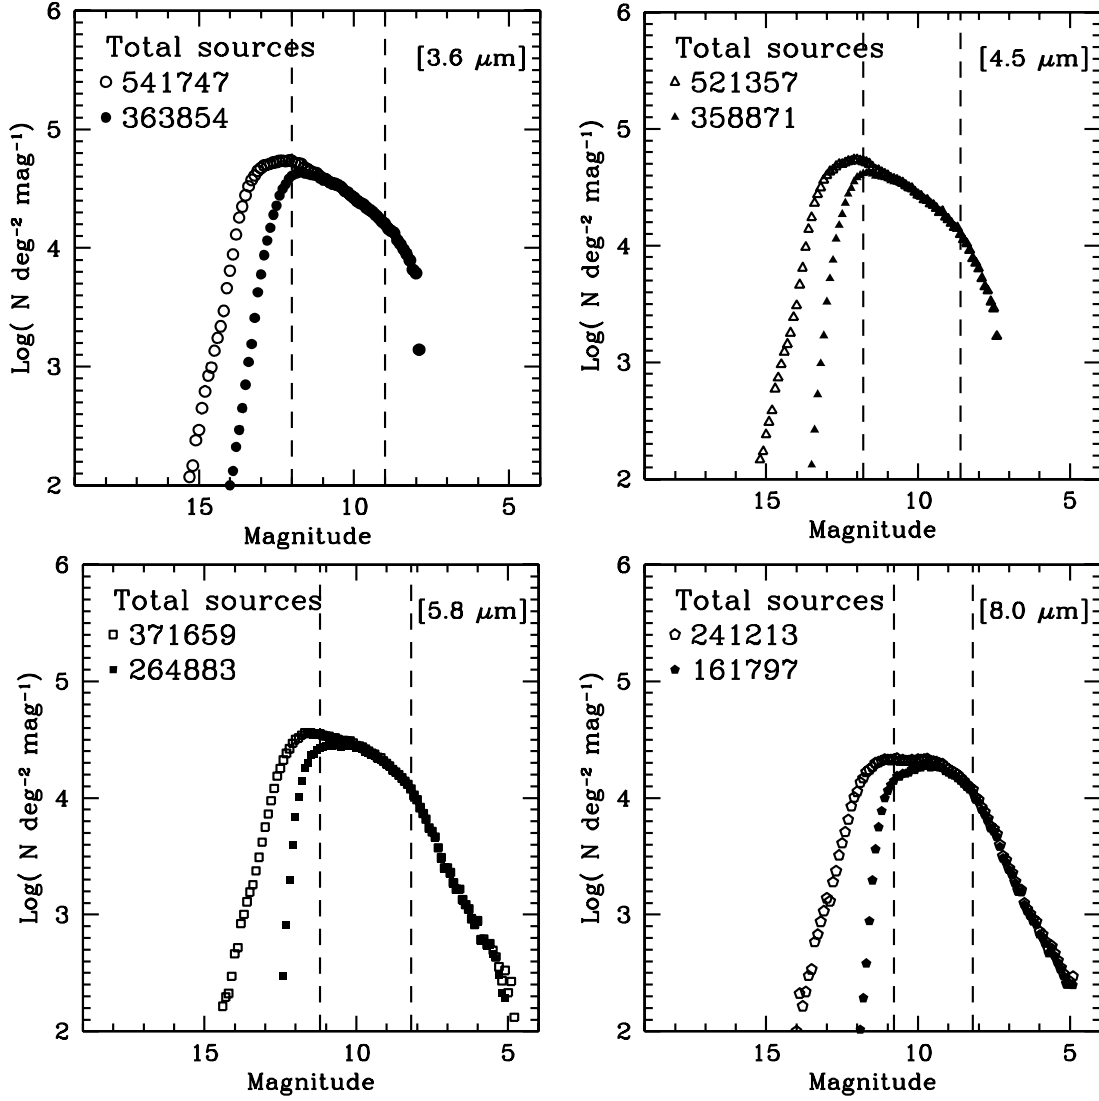 6
Total sources
[3.6 μm]
541747
363854
5
4
3
2
15
10
5
Log( N deg⁻² mag⁻¹)
Magnitude
6
Total sources
[4.5 μm]
521357
358871
5
4
3
2
15
10
5
Log( N deg⁻² mag⁻¹)
Magnitude
6
Total sources
[5.8 μm]
371659
264883
5
4
3
2
15
10
5
Log( N deg⁻² mag⁻¹)
Magnitude
6
Total sources
[8.0 μm]
241213
161797
5
4
3
2
15
10
5
Log( N deg⁻² mag⁻¹)
Magnitude